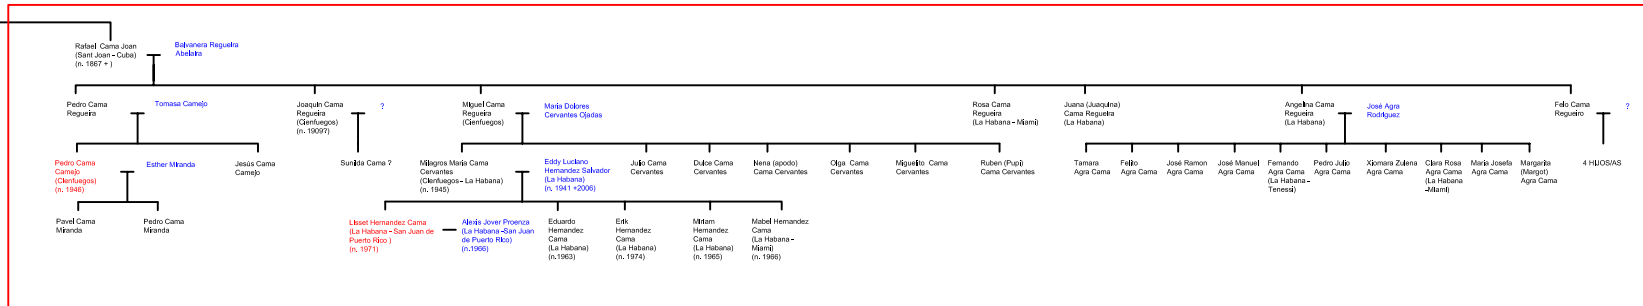 Rafael Cama Joan
(Sant Joan - Cuba)
(n. 1867 + )
Balvanera Regueira
Abelaira
Pedro Cama
Regueira
Tomasa Camejo
Joaquin Cama
Regueira
(Cienfuegos)
(n. 1909?)
?
Miguel Cama
Regueira
(Cienfuegos)
Maria Dolores
Cervantes Ojadas
Rosa Cama
Regueira
(La Habana - Miami)
Juana (Juaquina)
Cama Regueira
(La Habana)
Angelina Cama
Regueira
(La Habana)
José Agra
Rodriguez
Felo Cama
Regueiro
?
Pedro Cama
Camejo
(Cienfuegos)
(n. 1946)
Esther Miranda
Jesús Cama
Camejo
Sunilda Cama ?
Milagros Maria Cama
Cervantes
(Cienfuegos - La Habana)
(n. 1945)
Eddy Luciano
Hernandez Salvador
(La Habana)
(n. 1941 +2006)
Julio Cama
Cervantes
Dulce Cama
Cervantes
Nena (apodo)
Cama Cervantes
Olga Cama
Cervantes
Miguelito Cama
Cervantes
Ruben (Pupi)
Cama Cervantes
Tamara
Agra Cama
Felito
Agra Cama
José Ramon
Agra Cama
José Manuel
Agra Cama
Fernando
Agra Cama
(La Habana -
Tenessi)
Pedro Julio
Agra Cama
Xiomara Zulena
Agra Cama
Clara Rosa
Agra Cama
(La Habana
-Miami)
Maria Josefa
Agra Cama
Margarita
(Margot)
Agra Cama
4 HIJOS/AS
Pavel Cama
Miranda
Pedro Cama
Miranda
Lisset Hernandez Cama
(La Habana - San Juan de
Puerto Rico )
(n. 1971)
Alexis Jover Proenza
(La Habana -San Juan
de Puerto Rico)
(n.1966)
Eduardo
Hernandez
Cama
(La Habana)
(n.1963)
Erik
Hernandez
Cama
(La Habana)
(n. 1974)
Miriam
Hernandez
Cama
(La Habana)
(n. 1965)
Mabel Hernandez
Cama
(La Habana -
Miami)
(n. 1966)